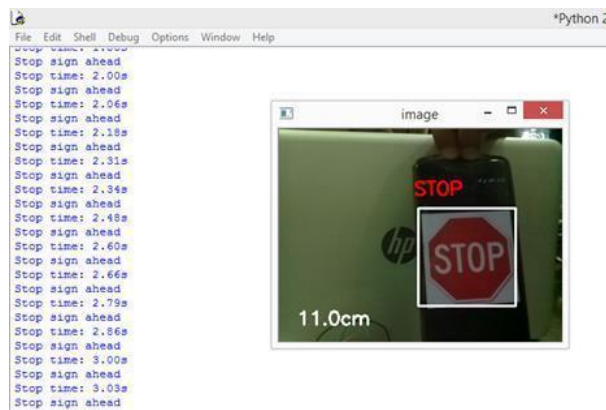 *Python 2
File Edit Shell Debug Options Window Help
Stop sign ahead
Stop time: 2.00s
Stop sign ahead
Stop time: 2.06s
Stop sign ahead
Stop time: 2.18s
Stop sign ahead
Stop time: 2.31s
Stop sign ahead
Stop time: 2.34s
Stop sign ahead
Stop time: 2.48s
Stop sign ahead
Stop time: 2.60s
Stop sign ahead
Stop time: 2.66s
Stop sign ahead
Stop time: 2.79s
Stop sign ahead
Stop time: 2.86s
Stop sign ahead
Stop time: 3.00s
Stop time: 3.03s
Stop sign ahead
image
STOP
hp
STOP
11.0cm